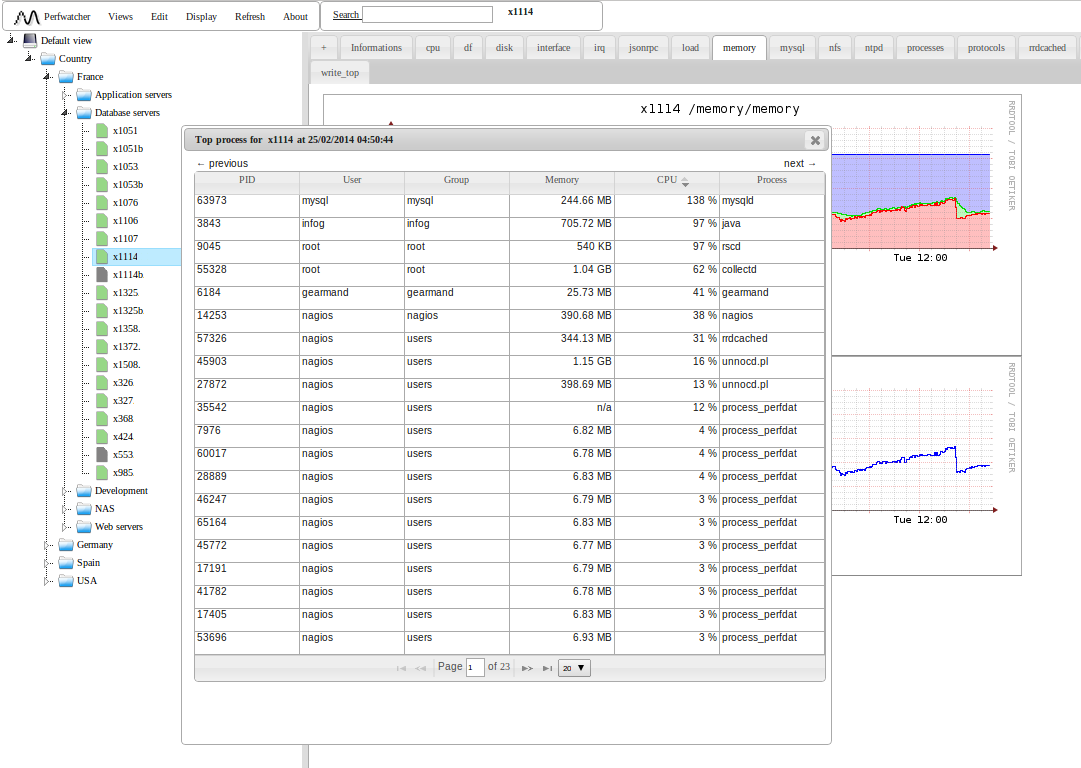 Perfwatcher Views Edit Display Refresh About Search x1114
Default view
Country
France
Application servers
Database servers
x1051
x1051b
x1053
x1053b
x1076
x1106
x1107
x1114
x1114b
x1325
x1325b
x1358.
x1372.
x1508.
x326
x327
x368
x424
x553
x985
Development
NAS
Web servers
Germany
Spain
USA
+ Informations cpu df disk interface irq jsonrpc load memory mysql nfs ntpd processes protocols rrdcached
write_top
x1114 /memory/memory
RRDTOOL / TOBI OETIKER
Tue 12:00
RRDTOOL / TOBI OETIKER
Tue 12:00
Top process for x1114 at 25/02/2014 04:50:44
← previous next →
PID User Group Memory CPU Process
63973 mysql mysql 244.66 MB 138 % mysqld
3843 infog infog 705.72 MB 97 % java
9045 root root 540 KB 97 % rscd
55328 root root 1.04 GB 62 % collectd
6184 gearmand gearmand 25.73 MB 41 % gearmand
14253 nagios nagios 390.68 MB 38 % nagios
57326 nagios users 344.13 MB 31 % rrdcached
45903 nagios users 1.15 GB 16 % unnocd.pl
27872 nagios users 398.69 MB 13 % unnocd.pl
35542 nagios users n/a 12 % process_perfdat
7976 nagios users 6.82 MB 4 % process_perfdat
60017 nagios users 6.78 MB 4 % process_perfdat
28889 nagios users 6.83 MB 4 % process_perfdat
46247 nagios users 6.79 MB 3 % process_perfdat
65164 nagios users 6.83 MB 3 % process_perfdat
45772 nagios users 6.77 MB 3 % process_perfdat
17191 nagios users 6.79 MB 3 % process_perfdat
41782 nagios users 6.78 MB 3 % process_perfdat
17405 nagios users 6.83 MB 3 % process_perfdat
53696 nagios users 6.93 MB 3 % process_perfdat
Page 1 of 23 20